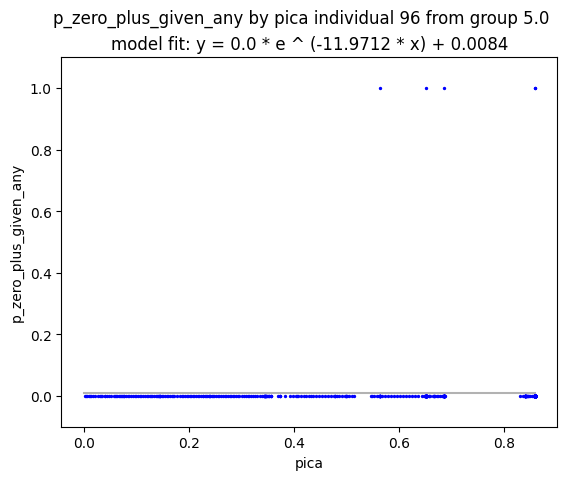 p_zero_plus_given_any by pica individual 96 from group 5.0
model fit: y = 0.0 * e ^ (-11.9712 * x) + 0.0084
p_zero_plus_given_any
1.0
0.8
0.6
0.4
0.2
0.0
0.0 0.2 0.4 0.6 0.8
pica